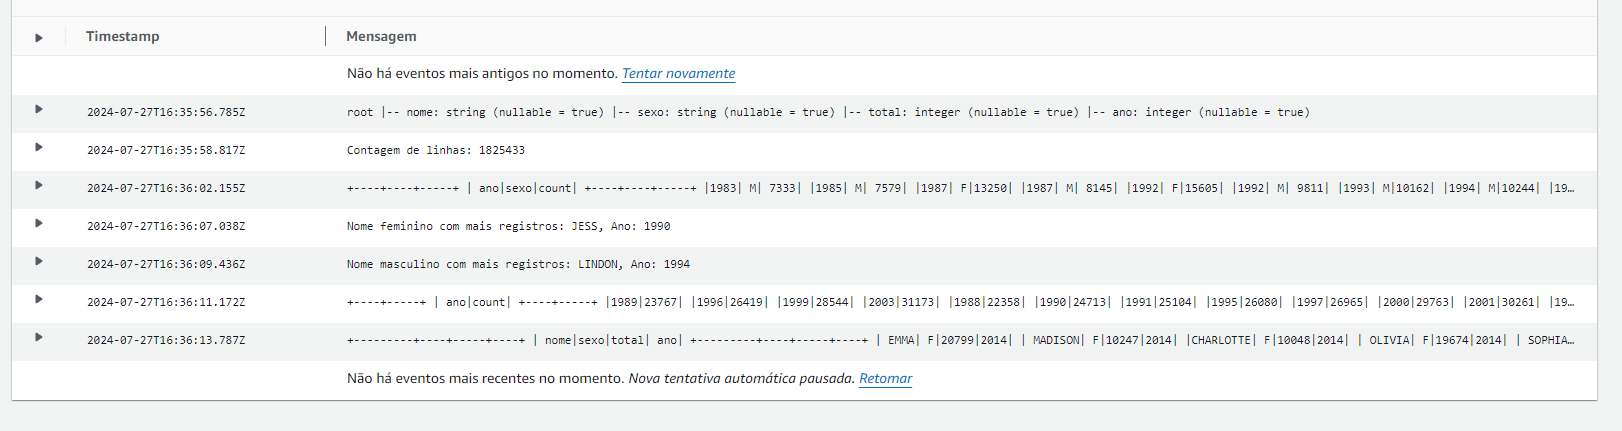 Timestamp Mensagem
Não há eventos mais antigos no momento. Tentar novamente
2024-07-27T16:35:56.785Z root |-- nome: string (nullable = true) |-- sexo: string (nullable = true) |-- total: integer (nullable = true) |-- ano: integer (nullable = true)
2024-07-27T16:35:58.817Z Contagem de linhas: 1825433
2024-07-27T16:36:02.155Z +----+----+-----+ | ano|sexo|count| +----+----+-----+ |1983| M| 7333| |1985| M| 7579| |1987| F|13250| |1987| M| 8145| |1992| F|15605| |1992| M| 9811| |1993| M|10162| |1994| M|10244| |19…
2024-07-27T16:36:07.038Z Nome feminino com mais registros: JESS, Ano: 1990
2024-07-27T16:36:09.436Z Nome masculino com mais registros: LINDON, Ano: 1994
2024-07-27T16:36:11.172Z +----+-----+ | ano|count| +----+-----+ |1989|23767| |1996|26419| |1999|28544| |2003|31173| |1988|22358| |1990|24713| |1991|25104| |1995|26080| |1997|26965| |2000|29763| |2001|30261| |19…
2024-07-27T16:36:13.787Z +---------+----+-----+----+ | nome|sexo|total| ano| +---------+----+-----+----+ | EMMA| F|20799|2014| | MADISON| F|10247|2014| |CHARLOTTE| F|10048|2014| | OLIVIA| F|19674|2014| | SOPHIA…
Não há eventos mais recentes no momento. Nova tentativa automática pausada. Retomar